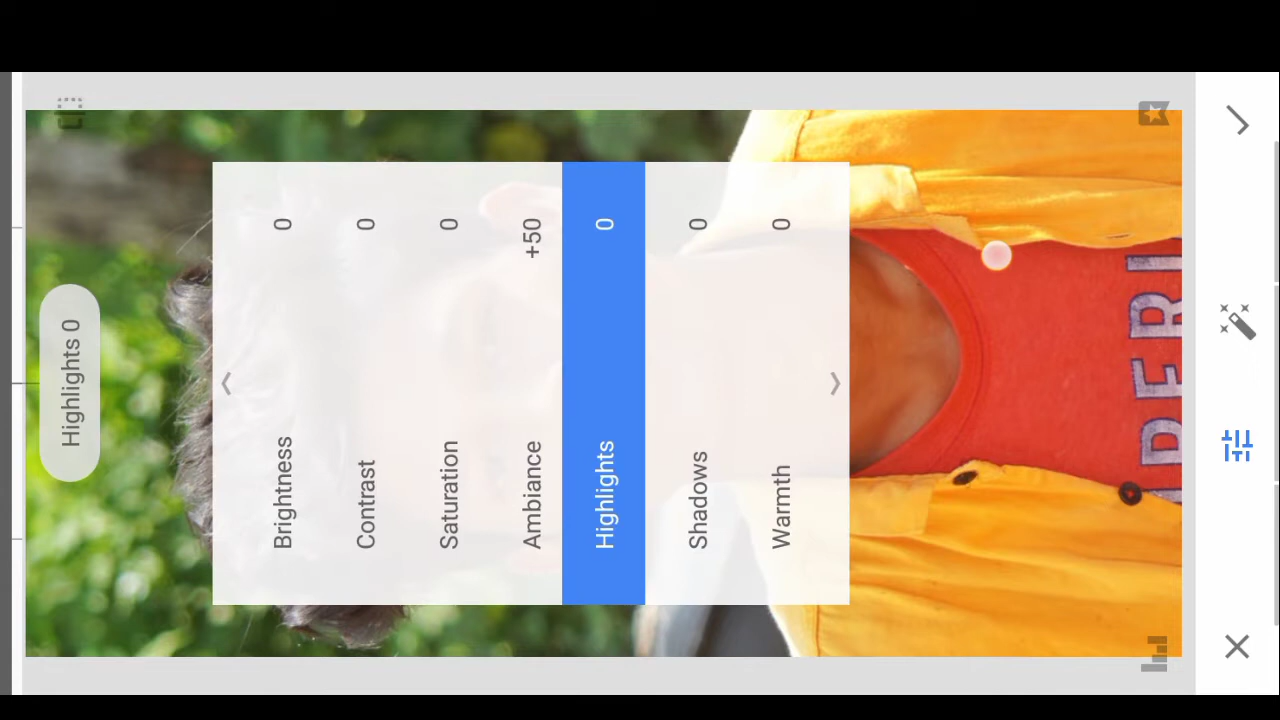 Highlights 0
Brightness 0
Contrast 0
Saturation 0
Ambiance +50
Highlights 0
Shadows 0
Warmth 0